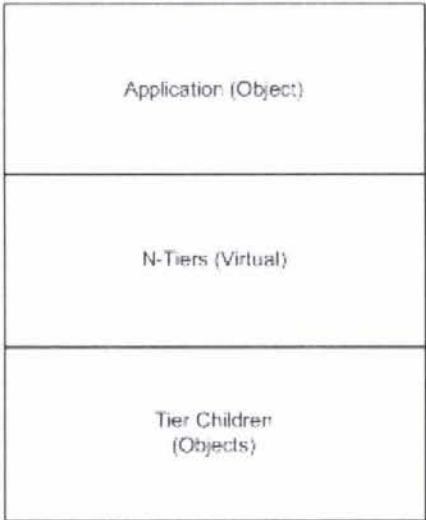 Application (Object)
N-Tiers (Virtual)
Tier Children
(Objects)